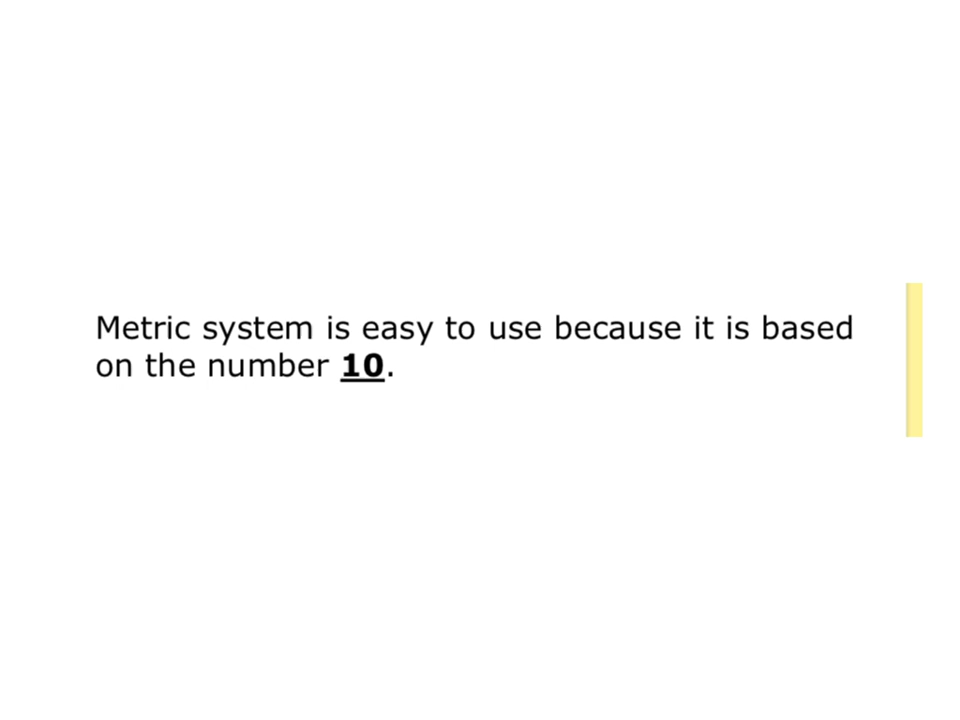 Metric system is easy to use because it is based
on the number 10.